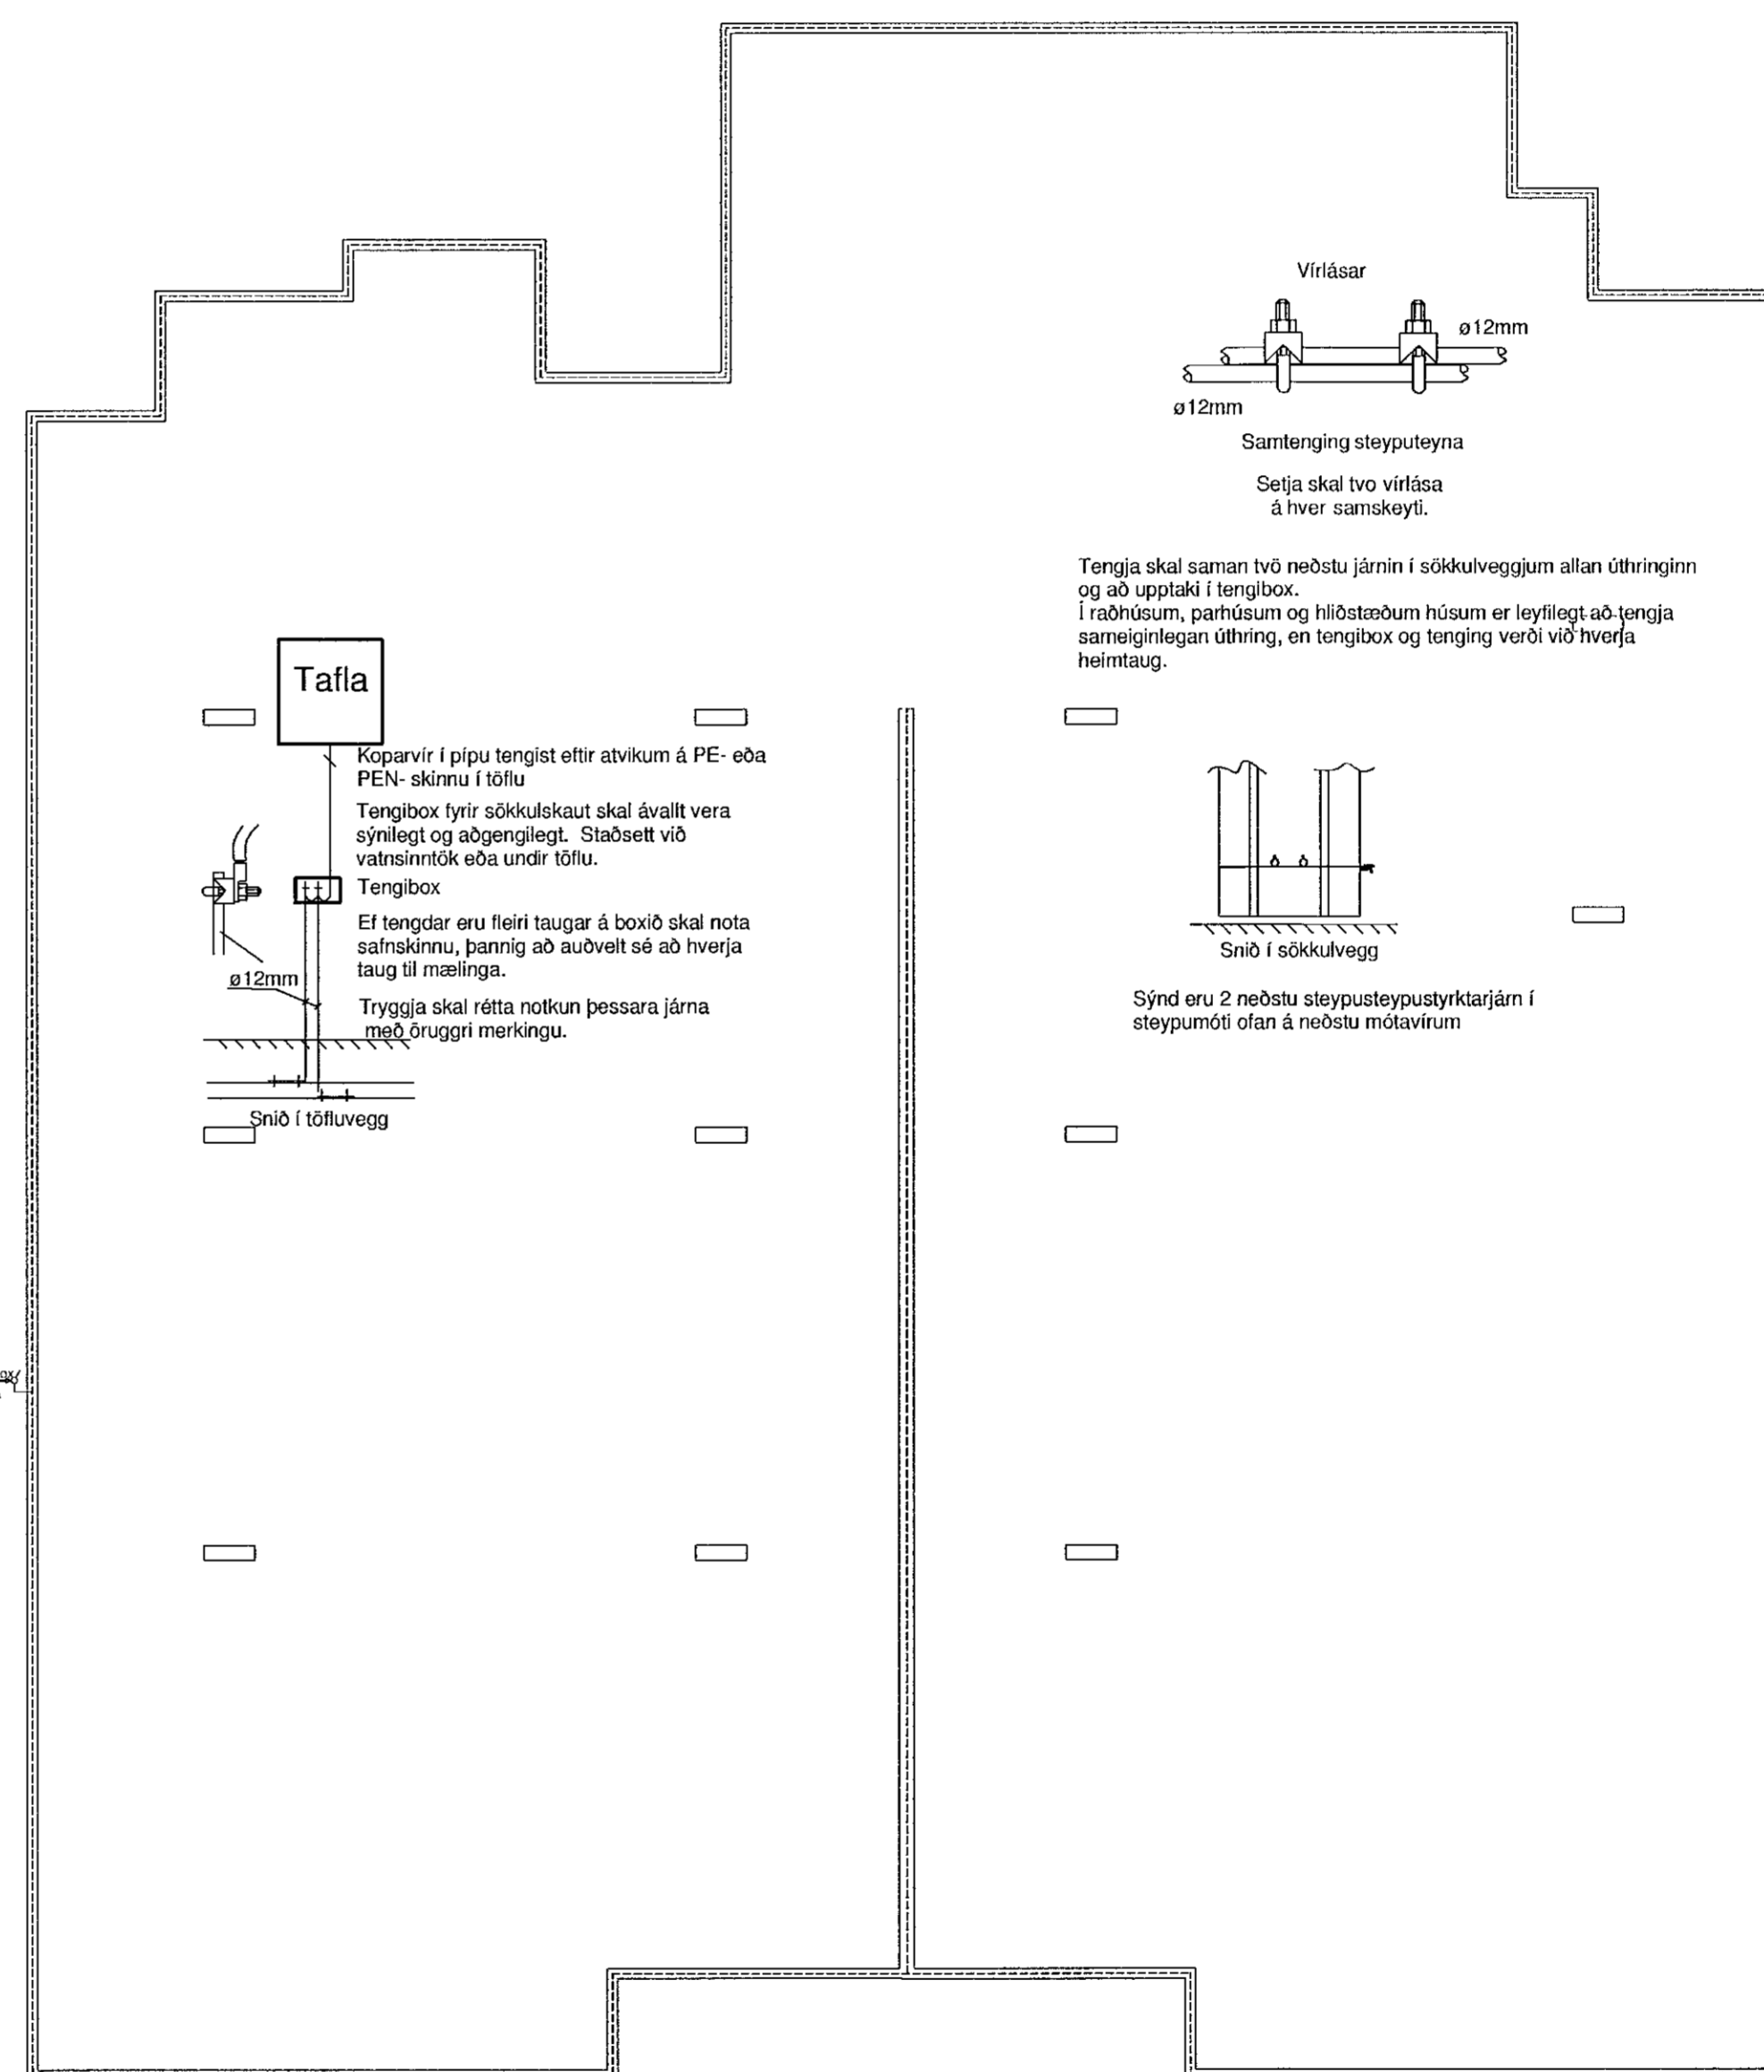 Vírlásar
ø12mm
ø12mm
Samtenging steyputeyna
Setja skal tvo vírlása
á hver samskeyti.
Tengja skal saman tvö neðstu járnin í sökkulveggjum allan úthringinn
og að upptaki í tengibox.
Í raðhúsum, parhúsum og hliðstæðum húsum er leyfilegt að tengja
sameiginlegan úthring, en tengibox og tenging verði við hverja
heimtaug.
Tafla
Koparvír í pípu tengist eftir atvikum á PE- eða
PEN- skinnu í töflu
Tengibox fyrir sökkulskaut skal ávallt vera
sýnilegt og aðgengilegt. Staðsett við
vatnsinntök eða undir töflu.
Tengibox
Ef tengdar eru fleiri taugar á boxið skal nota
safnskinnu, þannig að auðvelt sé að hverja
taug til mælinga.
ø12mm
Tryggja skal rétta notkun þessara járna
með öruggri merkingu.
Snið í töfluvegg
Snið í sökkulvegg
Sýnd eru 2 neðstu steypusteypustyrktarjárn í
steypumóti ofan á neðstu mótavírum